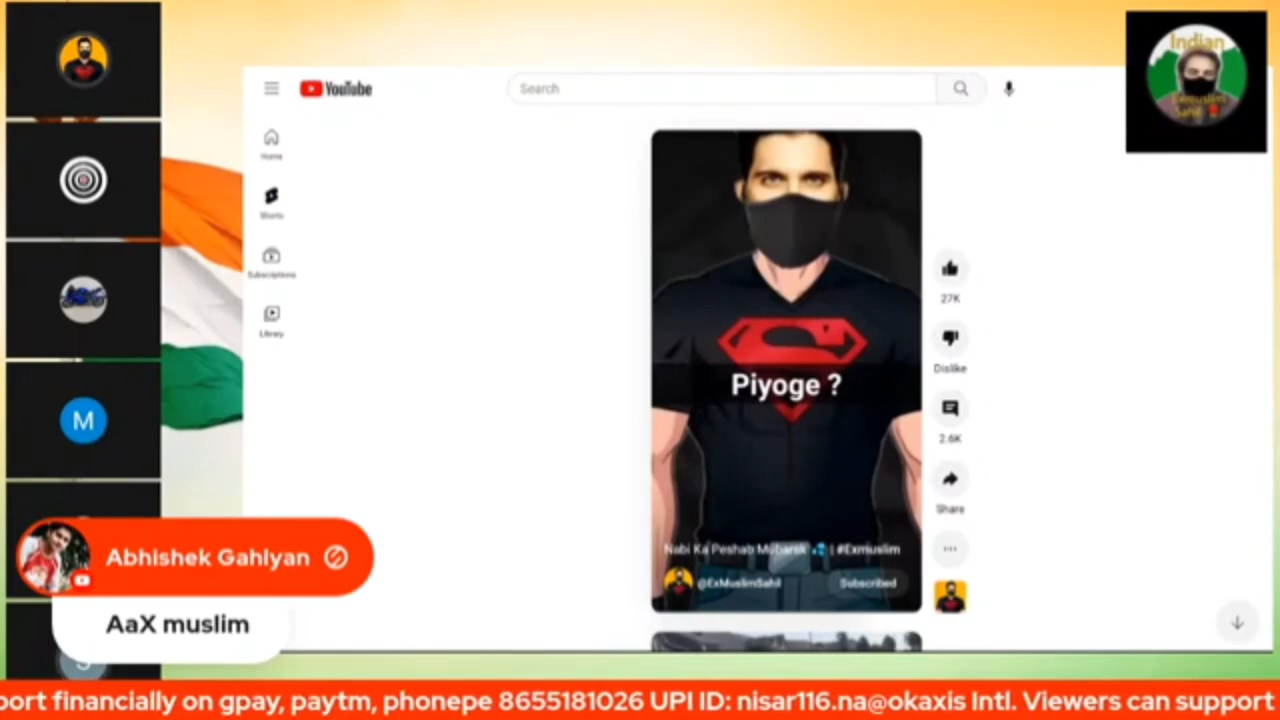 YouTube
Search
Home
Shorts
Subscriptions
Library
Indian
Exmuslim
Sahil
27K
Dislike
2.6K
Share
...
Piyoge ?
Nabi Ka Peshab Mubarak 💦 | #Exmuslim
@ExMuslimSahil
Subscribed
M
Abhishek Gahlyan
AaX muslim
S
port financially on gpay, paytm, phonepe 8655181026 UPI ID: nisar116.na@okaxis Intl. Viewers can support